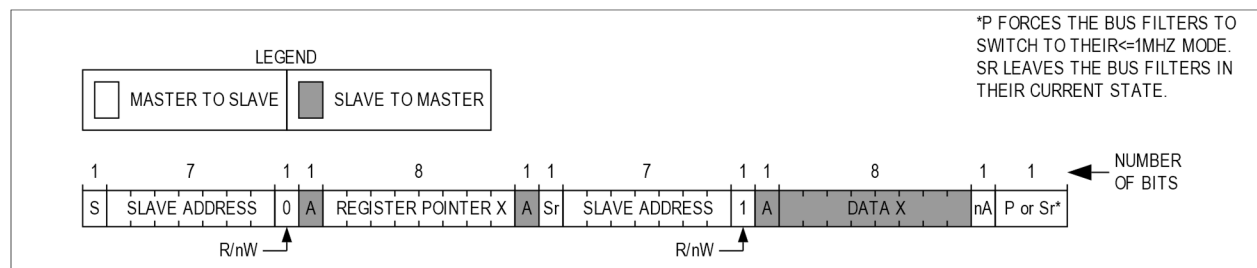 *P FORCES THE BUS FILTERS TO
SWITCH TO THEIR<=1MHZ MODE.
SR LEAVES THE BUS FILTERS IN
THEIR CURRENT STATE.
LEGEND
MASTER TO SLAVE SLAVE TO MASTER
1 7 1 1 8 1 1 7 1 1 8 1 1 NUMBER
OF BITS
S SLAVE ADDRESS 0 A REGISTER POINTER X A Sr SLAVE ADDRESS 1 A DATA X nA P or Sr*
R/nW R/nW